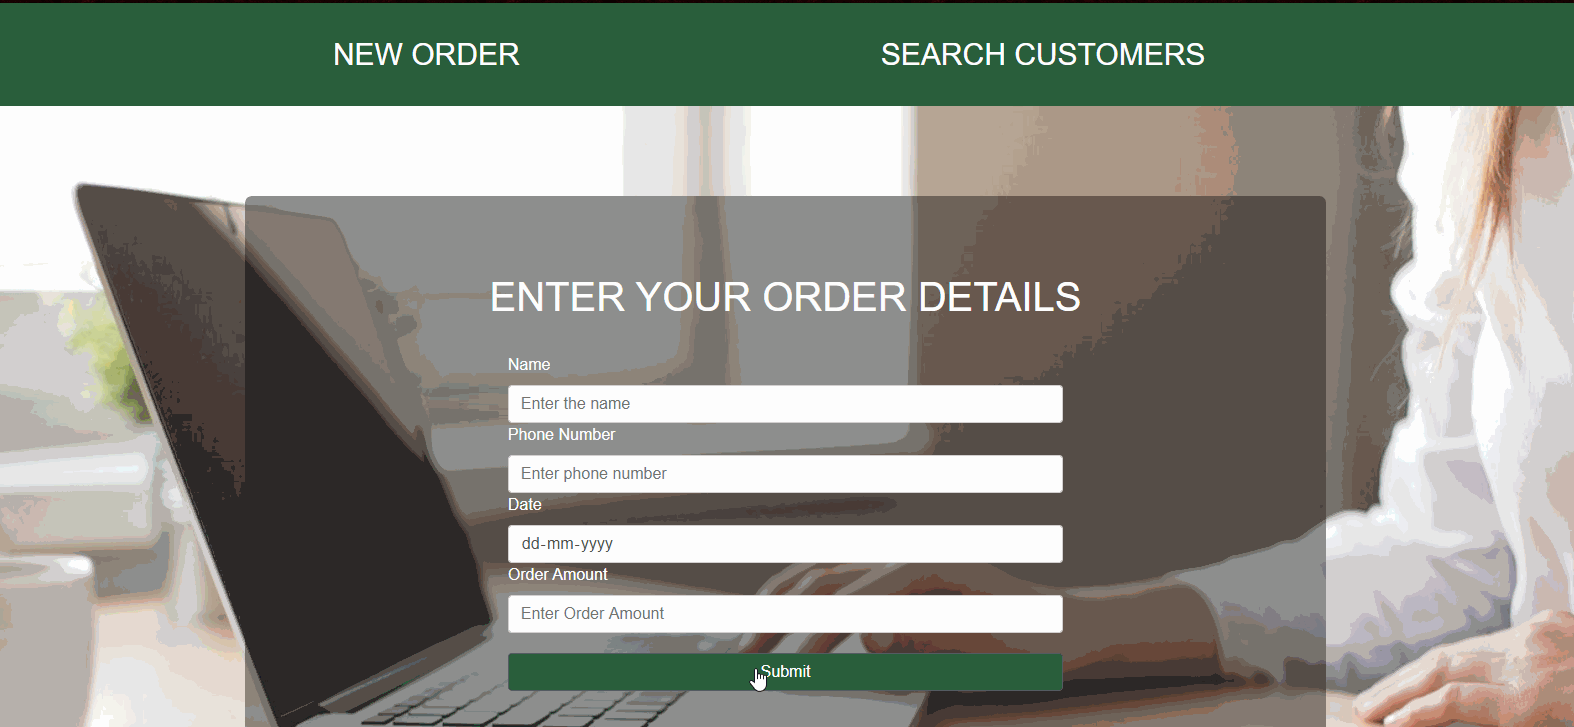 NEW ORDER SEARCH CUSTOMERS
ENTER YOUR ORDER DETAILS
Name
Enter the name
Phone Number
Enter phone number
Date
dd-mm-yyyy
Order Amount
Enter Order Amount
Submit